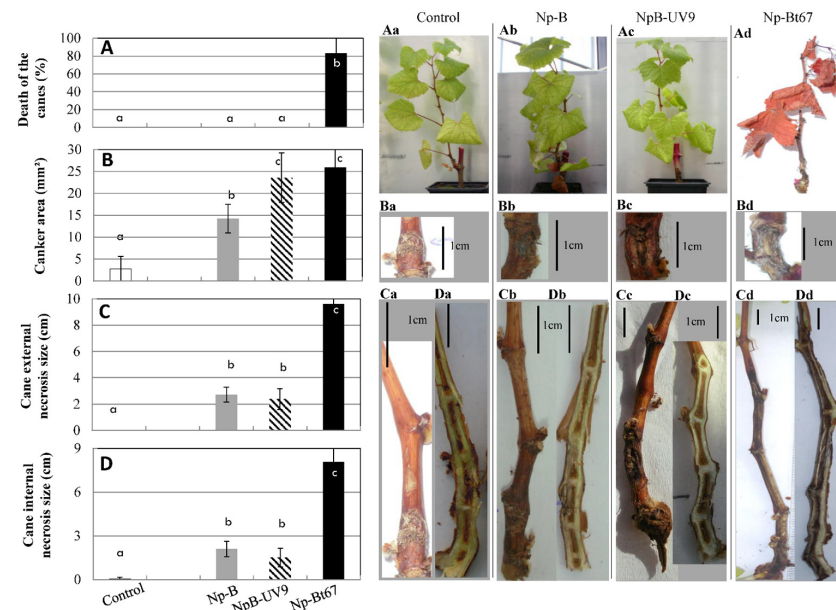 Control Np-B NpB-UV9 Np-Bt67
Aa Ab Ac Ad
Death of the
canes (%)
100
80
60
40
20
0
A
a a a b
Canker area (mm²)
30
25
20
15
10
5
0
B
a b c c
Ba Bb Bc Bd
1cm 1cm 1cm 1cm
Cane external
necrosis size (cm)
10
8
6
4
2
0
C
a b b c
Ca Da Cb Db Cc Dc Cd Dd
1cm 1cm 1cm 1cm 1cm
Cane internal
necrosis size (cm)
9
6
3
0
D
a b b c
Control Np-B NpB-UV9 Np-Bt67